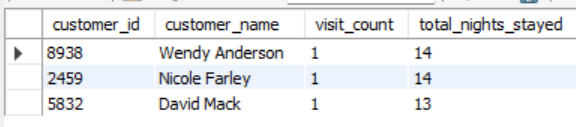 customer_id customer_name visit_count total_nights_stayed
8938 Wendy Anderson 1 14
2459 Nicole Farley 1 14
5832 David Mack 1 13